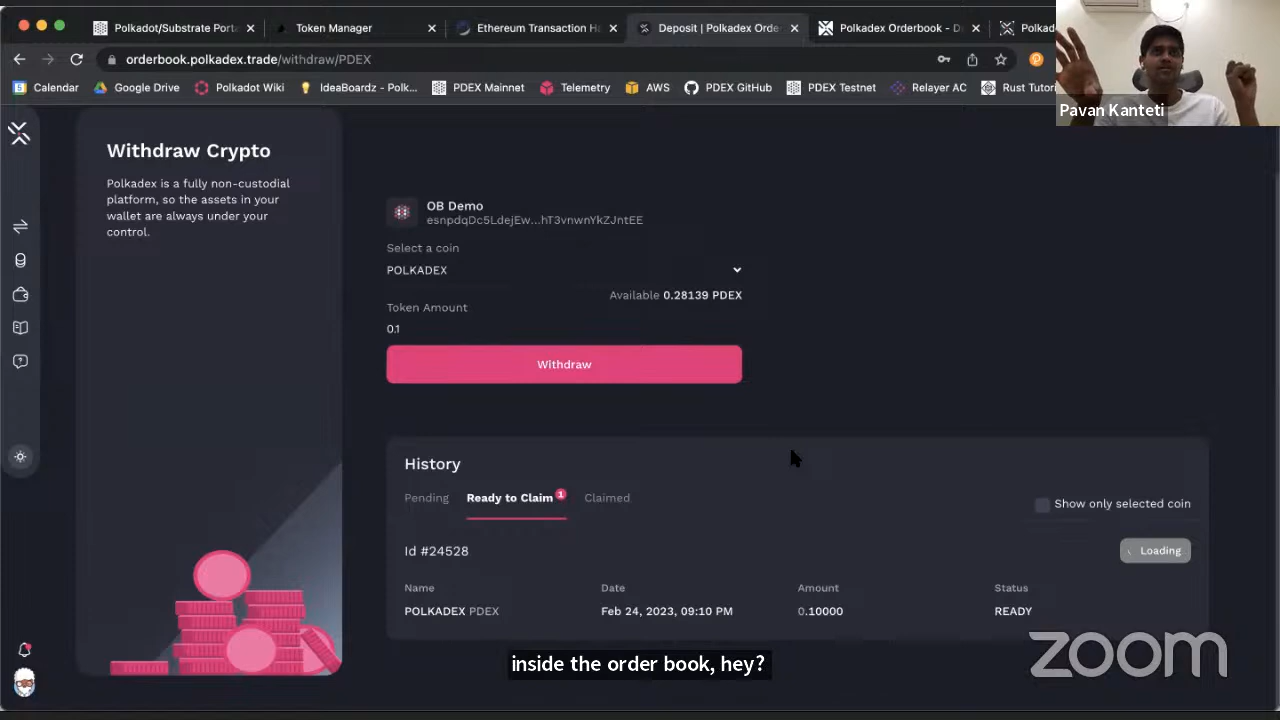 Polkadot/Substrate Porta
Token Manager
Ethereum Transaction Ha
Deposit | Polkadex Order
Polkadex Orderbook - D
Polkad
orderbook.polkadex.trade/withdraw/PDEX
Calendar
Google Drive
Polkadot Wiki
IdeaBoardz - Polk...
PDEX Mainnet
Telemetry
AWS
PDEX GitHub
PDEX Testnet
Relayer AC
Rust Tutori
Pavan Kanteti
Withdraw Crypto
Polkadex is a fully non-custodial
platform, so the assets in your
wallet are always under your
control.
OB Demo
esnpdqDc5LdejEw...hT3vnwnYkZJntEE
Select a coin
POLKADEX
Available 0.28139 PDEX
Token Amount
0.1
Withdraw
History
Pending
Ready to Claim 1
Claimed
Show only selected coin
Id #24528
Loading
Name Date Amount Status
POLKADEX PDEX Feb 24, 2023, 09:10 PM 0.10000 READY
inside the order book, hey?
zoom